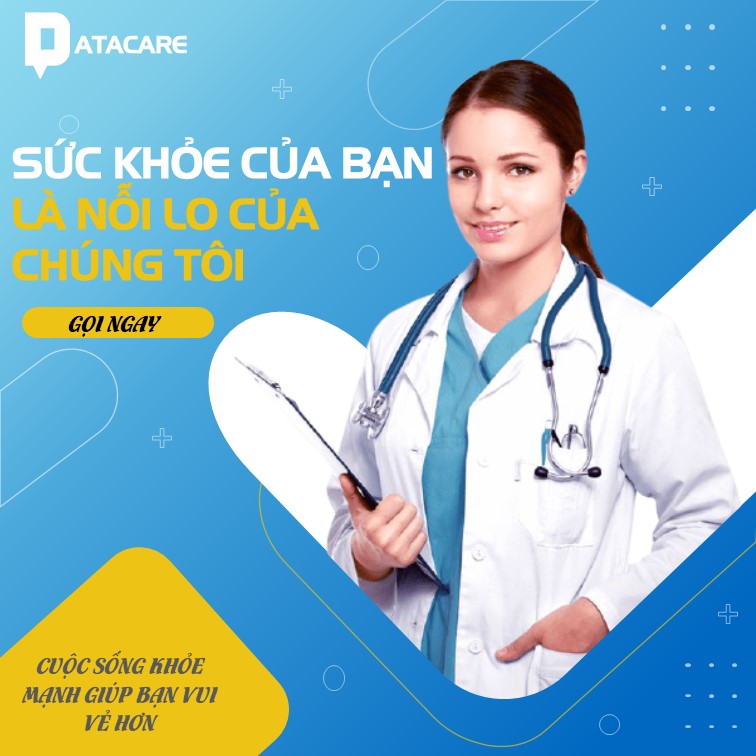 DATACARE
SỨC KHỎE CỦA BẠN
LÀ NỖI LO CỦA
CHÚNG TÔI
GỌI NGAY
CUỘC SỐNG KHỎE
MẠNH GIÚP BẠN VUI
VẺ HƠN